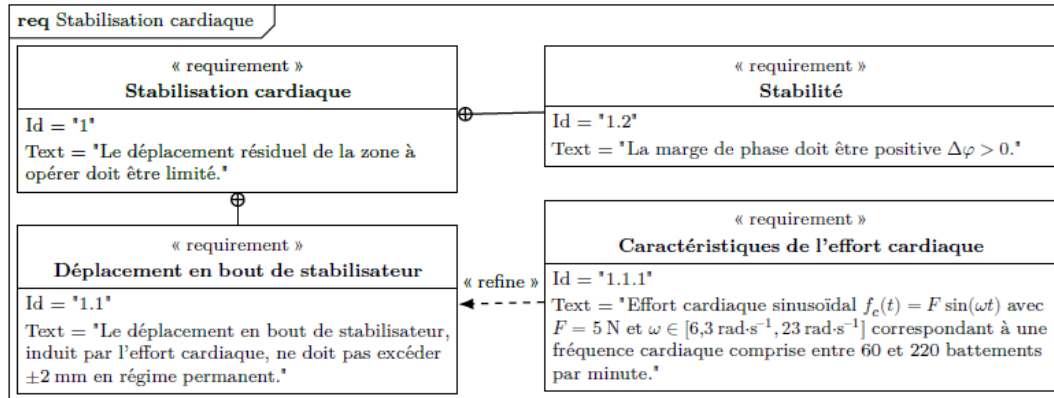 req Stabilisation cardiaque
« requirement »
Stabilisation cardiaque
Id = "1"
Text = "Le déplacement résiduel de la zone à
opérer doit être limité."
« requirement »
Stabilité
Id = "1.2"
Text = "La marge de phase doit être positive Δφ > 0."
« requirement »
Déplacement en bout de stabilisateur
Id = "1.1"
Text = "Le déplacement en bout de stabilisateur,
induit par l'effort cardiaque, ne doit pas excéder
±2 mm en régime permanent."
« refine »
« requirement »
Caractéristiques de l'effort cardiaque
Id = "1.1.1"
Text = "Effort cardiaque sinusoïdal f_c(t) = F sin(ωt) avec
F = 5 N et ω ∈ [6,3 rad·s⁻¹, 23 rad·s⁻¹] correspondant à une
fréquence cardiaque comprise entre 60 et 220 battements
par minute."